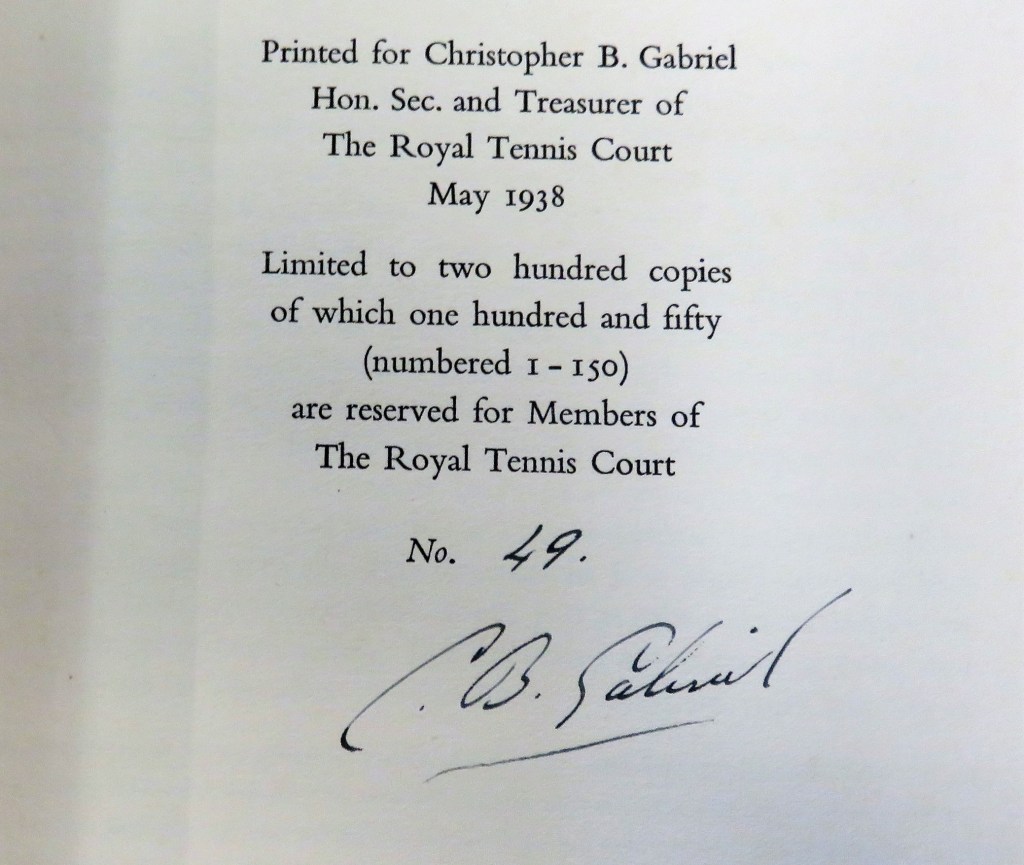 Printed for Christopher B. Gabriel
Hon. Sec. and Treasurer of
The Royal Tennis Court
May 1938
Limited to two hundred copies
of which one hundred and fifty
(numbered 1 - 150)
are reserved for Members of
The Royal Tennis Court
No. 49.
C. B. Gabriel